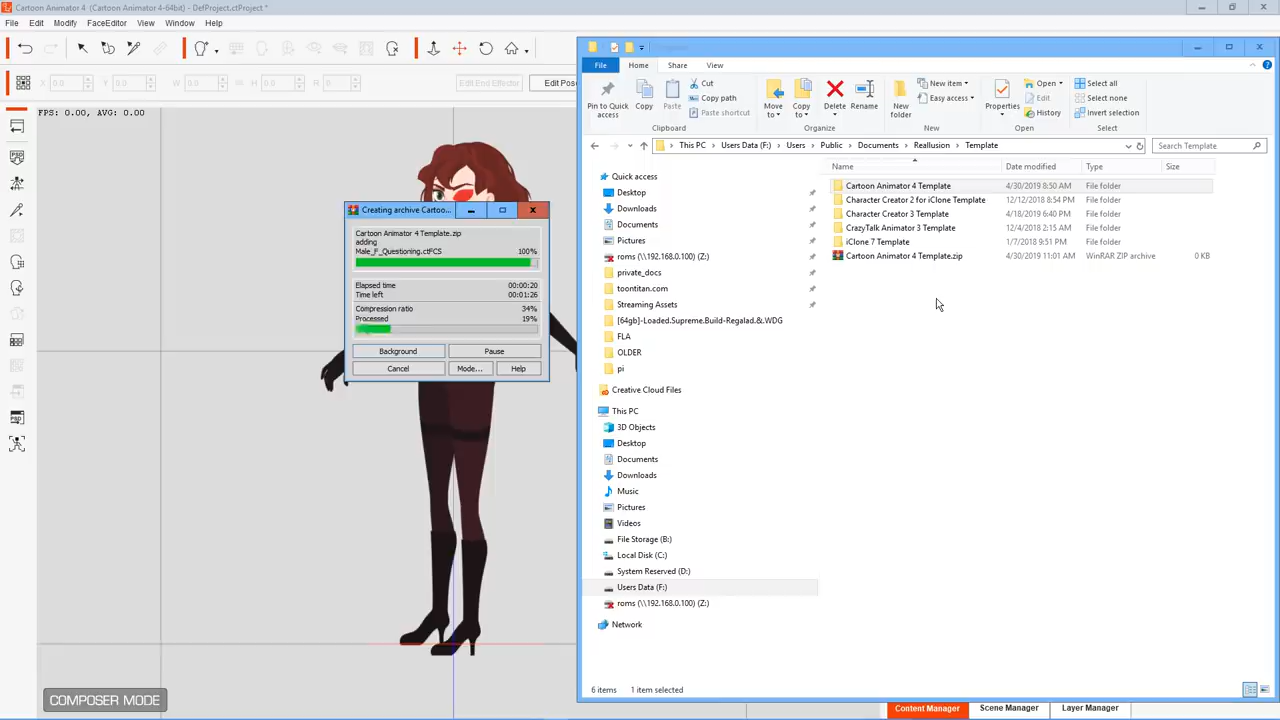 Cartoon Animator 4 (Cartoon Animator 4-64bit) - DefProject.ctProject *
File Edit Modify FaceEditor View Window Help
X 0.0 Y 0.0 W 0.0 H 0.0 R 0.0 Edit End Effector Edit Pose
FPS: 0.00, AVG: 0.00
Creating archive Cartoo...
Cartoon Animator 4 Template.zip
adding
Male_F_Questioning.ctFCS 100%
Elapsed time 00:00:20
Time left 00:01:26
Compression ratio 34%
Processed 19%
Background Pause
Cancel Mode... Help
COMPOSER MODE
File Home Share View
Pin to Quick access
Copy
Paste
Cut
Copy path
Paste shortcut
Clipboard
Move to
Copy to
Delete
Rename
Organize
New folder
New item
Easy access
New
Properties
Open
Edit
History
Open
Select all
Select none
Invert selection
Select
This PC Users Data (F:) Users Public Documents Reallusion Template
Search Template
Name Date modified Type Size
Cartoon Animator 4 Template 4/30/2019 8:50 AM File folder
Character Creator 2 for iClone Template 12/12/2018 8:54 PM File folder
Character Creator 3 Template 4/18/2019 6:40 PM File folder
CrazyTalk Animator 3 Template 12/4/2018 2:15 AM File folder
iClone 7 Template 1/7/2018 9:51 PM File folder
Cartoon Animator 4 Template.zip 4/30/2019 11:01 AM WinRAR ZIP archive 0 KB
Quick access
Desktop
Downloads
Documents
Pictures
roms (\\192.168.0.100) (Z:)
private_docs
toontitan.com
Streaming Assets
[64gb]-Loaded.Supreme.Build-Regalad.&.WDG
FLA
OLDER
pi
Creative Cloud Files
This PC
3D Objects
Desktop
Documents
Downloads
Music
Pictures
Videos
File Storage (B:)
Local Disk (C:)
System Reserved (D:)
Users Data (F:)
roms (\\192.168.0.100) (Z:)
Network
6 items 1 item selected
Content Manager Scene Manager Layer Manager